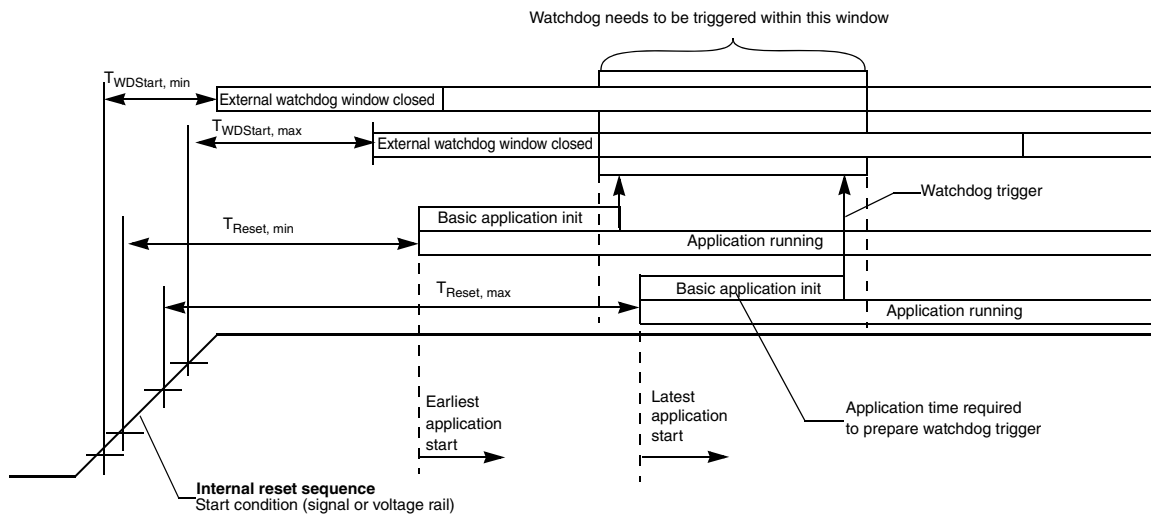 Watchdog needs to be triggered within this window
TWDStart, min
External watchdog window closed
TWDStart, max
External watchdog window closed
Watchdog trigger
Basic application init
TReset, min
Application running
TReset, max
Basic application init
Application running
Earliest
application
start
Latest
application
start
Application time required
to prepare watchdog trigger
Internal reset sequence
Start condition (signal or voltage rail)